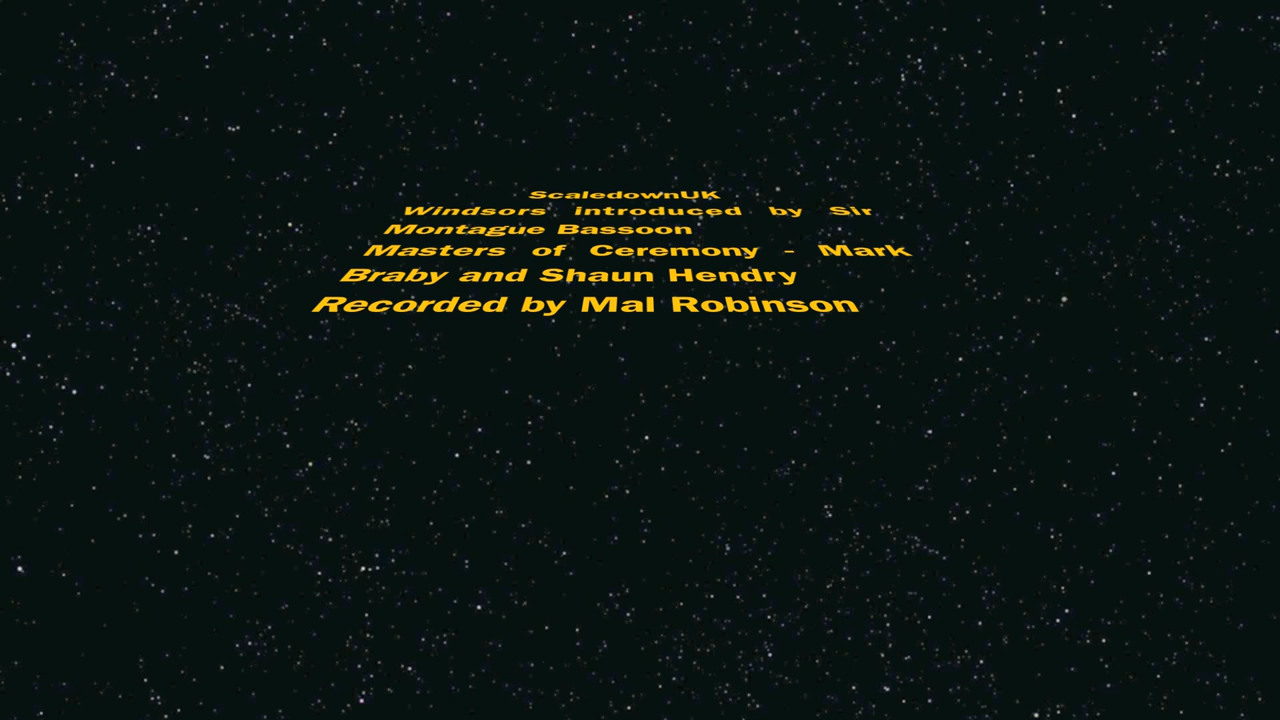 ScaledownUK
Windsors introduced by Sir
Montague Bassoon
Masters of Ceremony - Mark
Braby and Shaun Hendry
Recorded by Mal Robinson